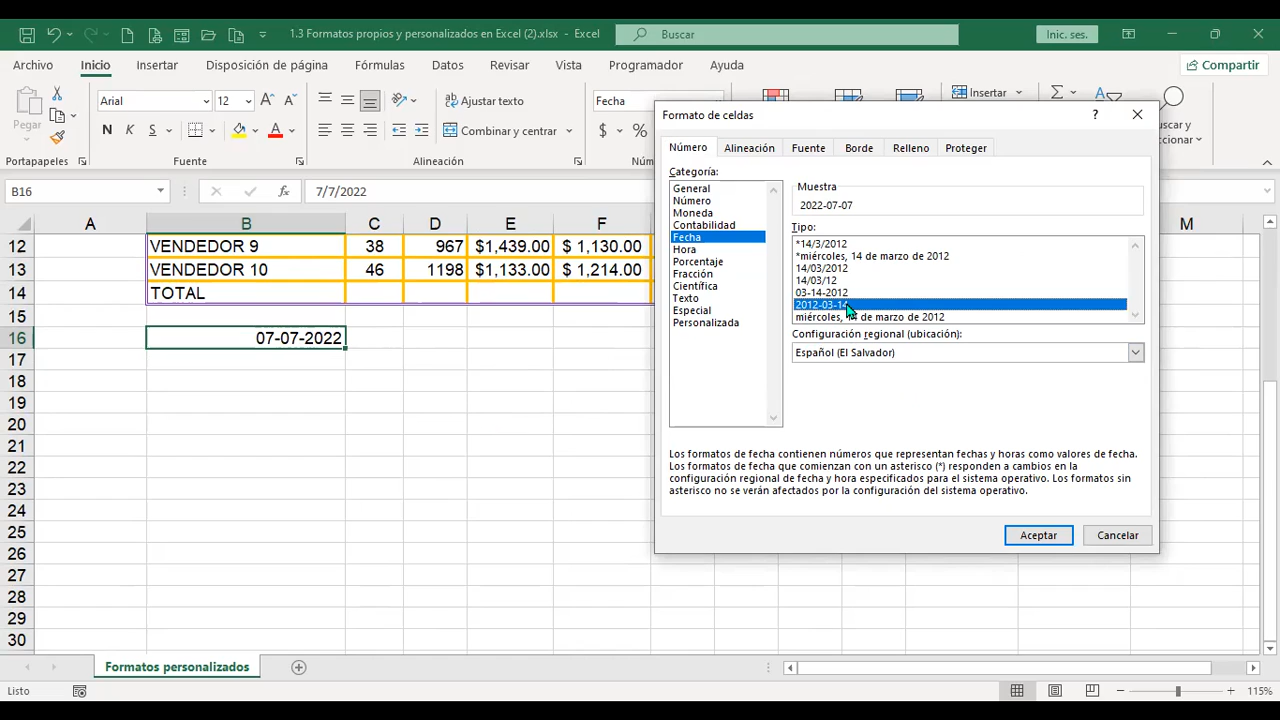 1.3 Formatos propios y personalizados en Excel (2).xlsx - Excel
Buscar
Inic. ses.
Archivo Inicio Insertar Disposición de página Fórmulas Datos Revisar Vista Programador Ayuda
Compartir
Pegar
Portapapeles
Arial 12
N K S
Fuente
Ajustar texto
Combinar y centrar
Alineación
Fecha
$ %
Insertar
B16
7/7/2022
A B C D E F M
12 VENDEDOR 9 38 967 $1,439.00 $ 1,130.00
13 VENDEDOR 10 46 1198 $1,133.00 $ 1,214.00
14 TOTAL
15
16 07-07-2022
17
18
19
20
21
22
23
24
25
26
27
28
29
30
Formato de celdas
Número Alineación Fuente Borde Relleno Proteger
Categoría:
General
Número
Moneda
Contabilidad
Fecha
Hora
Porcentaje
Fracción
Científica
Texto
Especial
Personalizada
Muestra
2022-07-07
Tipo:
*14/3/2012
*miércoles, 14 de marzo de 2012
14/03/2012
14/03/12
03-14-2012
2012-03-14
miércoles, 14 de marzo de 2012
Configuración regional (ubicación):
Español (El Salvador)
Los formatos de fecha contienen números que representan fechas y horas como valores de fecha.
Los formatos de fecha que comienzan con un asterisco (*) responden a cambios en la
configuración regional de fecha y hora especificados para el sistema operativo. Los formatos sin
asterisco no se verán afectados por la configuración del sistema operativo.
Aceptar Cancelar
Formatos personalizados
Listo
115%